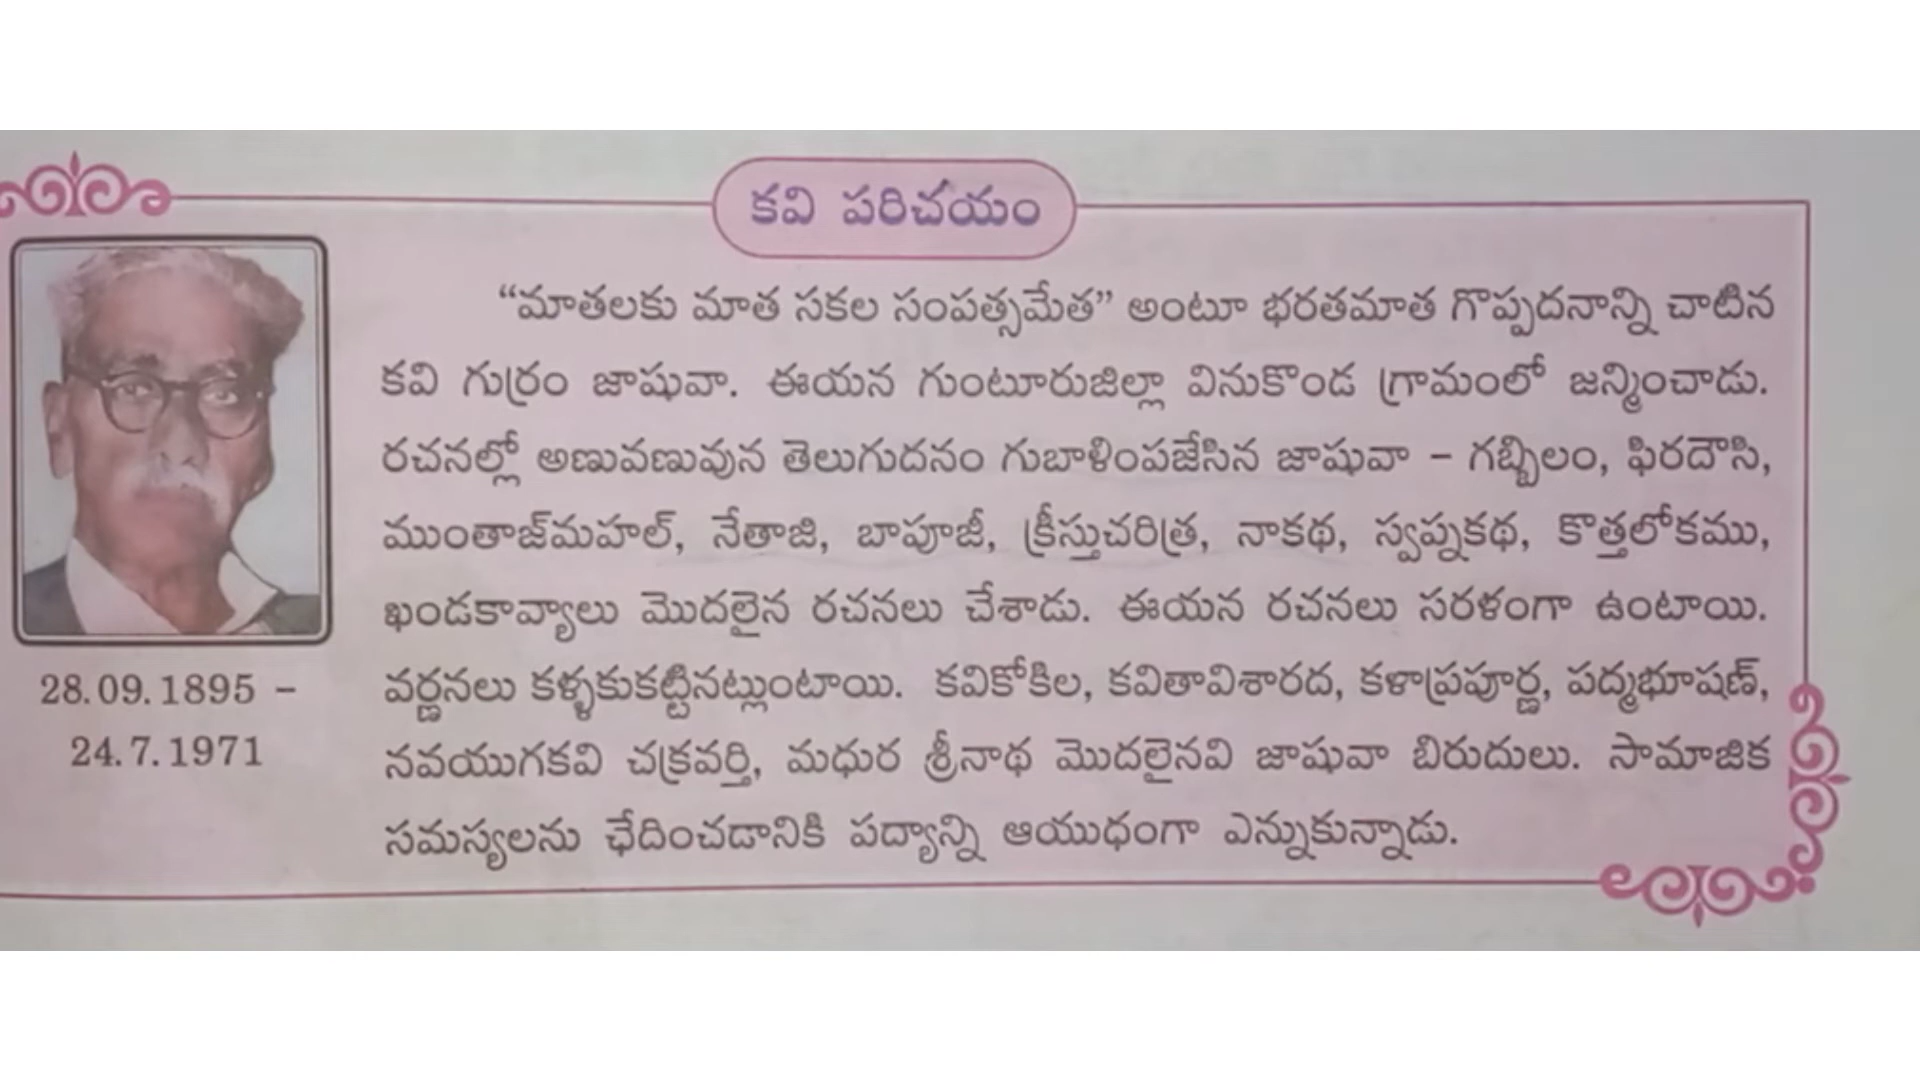 కవి పరిచయం
“మాతలకు మాత సకల సంపత్సమేత” అంటూ భరతమాత గొప్పదనాన్ని చాటిన
కవి గుర్రం జాషువా. ఈయన గుంటూరుజిల్లా వినుకొండ గ్రామంలో జన్మించాడు.
రచనల్లో అణువణువున తెలుగుదనం గుబాళింపజేసిన జాషువా – గబ్బిలం, ఫిరదౌసి,
ముంతాజ్‌మహల్, నేతాజి, బాపూజీ, క్రీస్తుచరిత్ర, నాకథ, స్వప్నకథ, కొత్తలోకము,
ఖండకావ్యాలు మొదలైన రచనలు చేశాడు. ఈయన రచనలు సరళంగా ఉంటాయి.
వర్ణనలు కళ్ళకుకట్టినట్లుంటాయి. కవికోకిల, కవితావిశారద, కళాప్రపూర్ణ, పద్మభూషణ్,
నవయుగకవి చక్రవర్తి, మధుర శ్రీనాథ మొదలైనవి జాషువా బిరుదులు. సామాజిక
సమస్యలను ఛేదించడానికి పద్యాన్ని ఆయుధంగా ఎన్నుకున్నాడు.
28.09.1895 –
24.7.1971